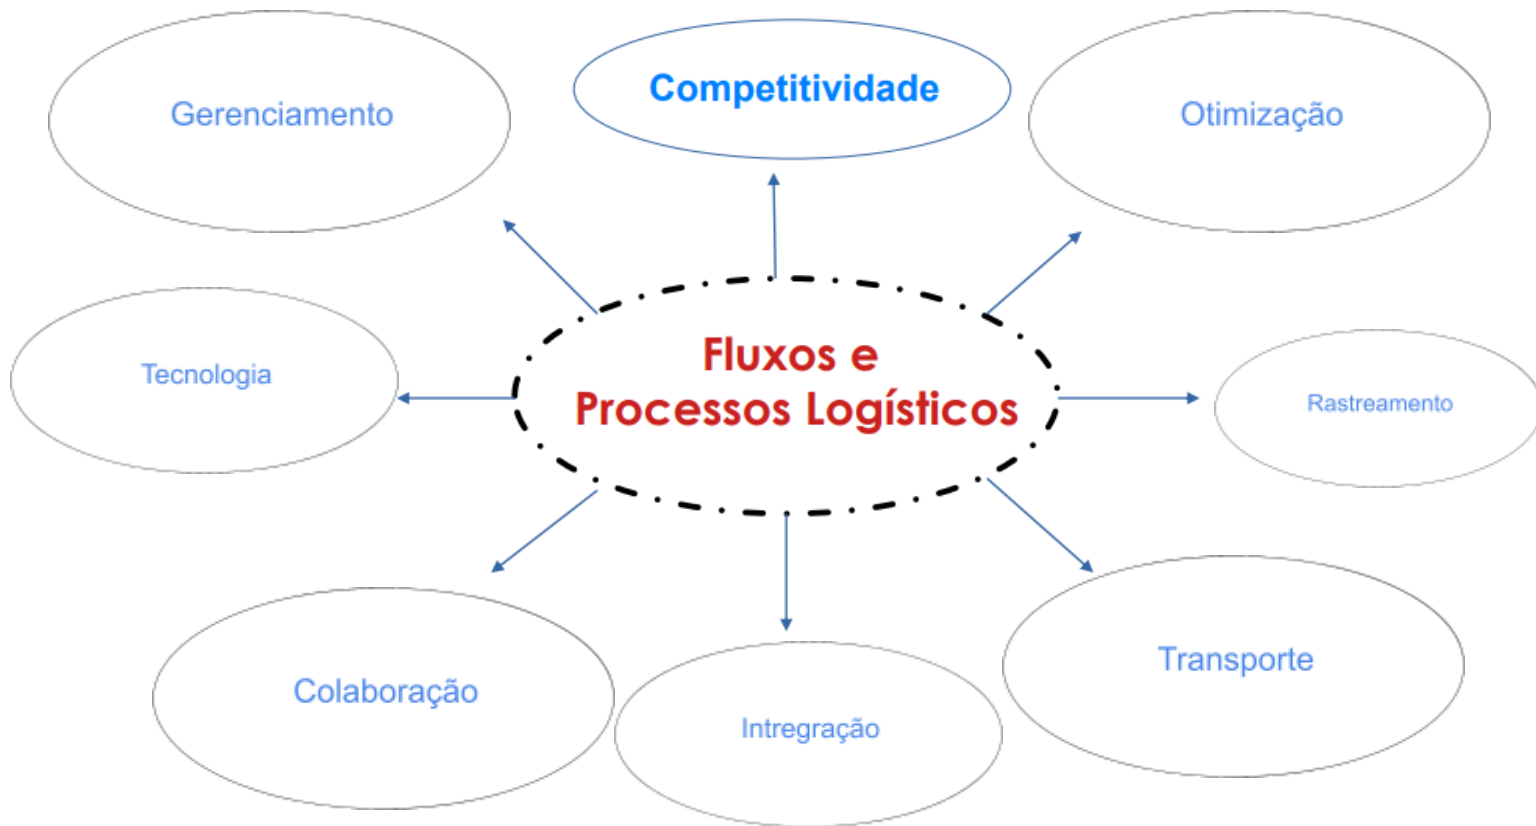 Gerenciamento
Competitividade
Otimização
Fluxos e
Processos Logísticos
Tecnologia
Rastreamento
Colaboração
Intregração
Transporte